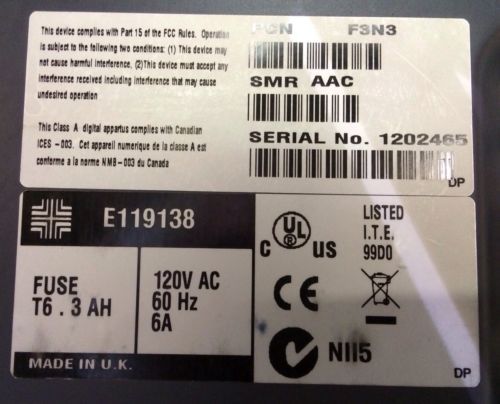 This device complies with Part 15 of the FCC Rules. Operation
is subject to the following two conditions: (1) This device may
not cause harmful interference, (2)This device must accept any
interference received including interference that may cause
undesired operation
This Class A digital appartus complies with Canadian
ICES -003. Cet appareil numerique de la classe A est
conforme a la norme NMB-003 du Canada
PCN F3N3
SMR AAC
SERIAL No. 1202465
DP
E119138
FUSE
T6 . 3 AH
120V AC
60 Hz
6A
MADE IN U.K.
C UL US
®
LISTED
I.T.E.
99D0
CE
N115
DP